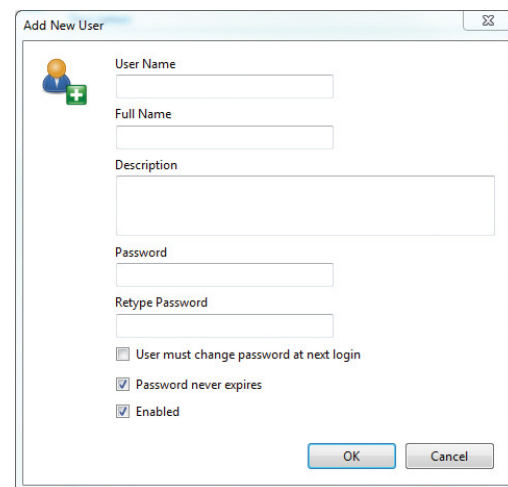 Add New User
User Name
Full Name
Description
Password
Retype Password
User must change password at next login
Password never expires
Enabled
OK Cancel